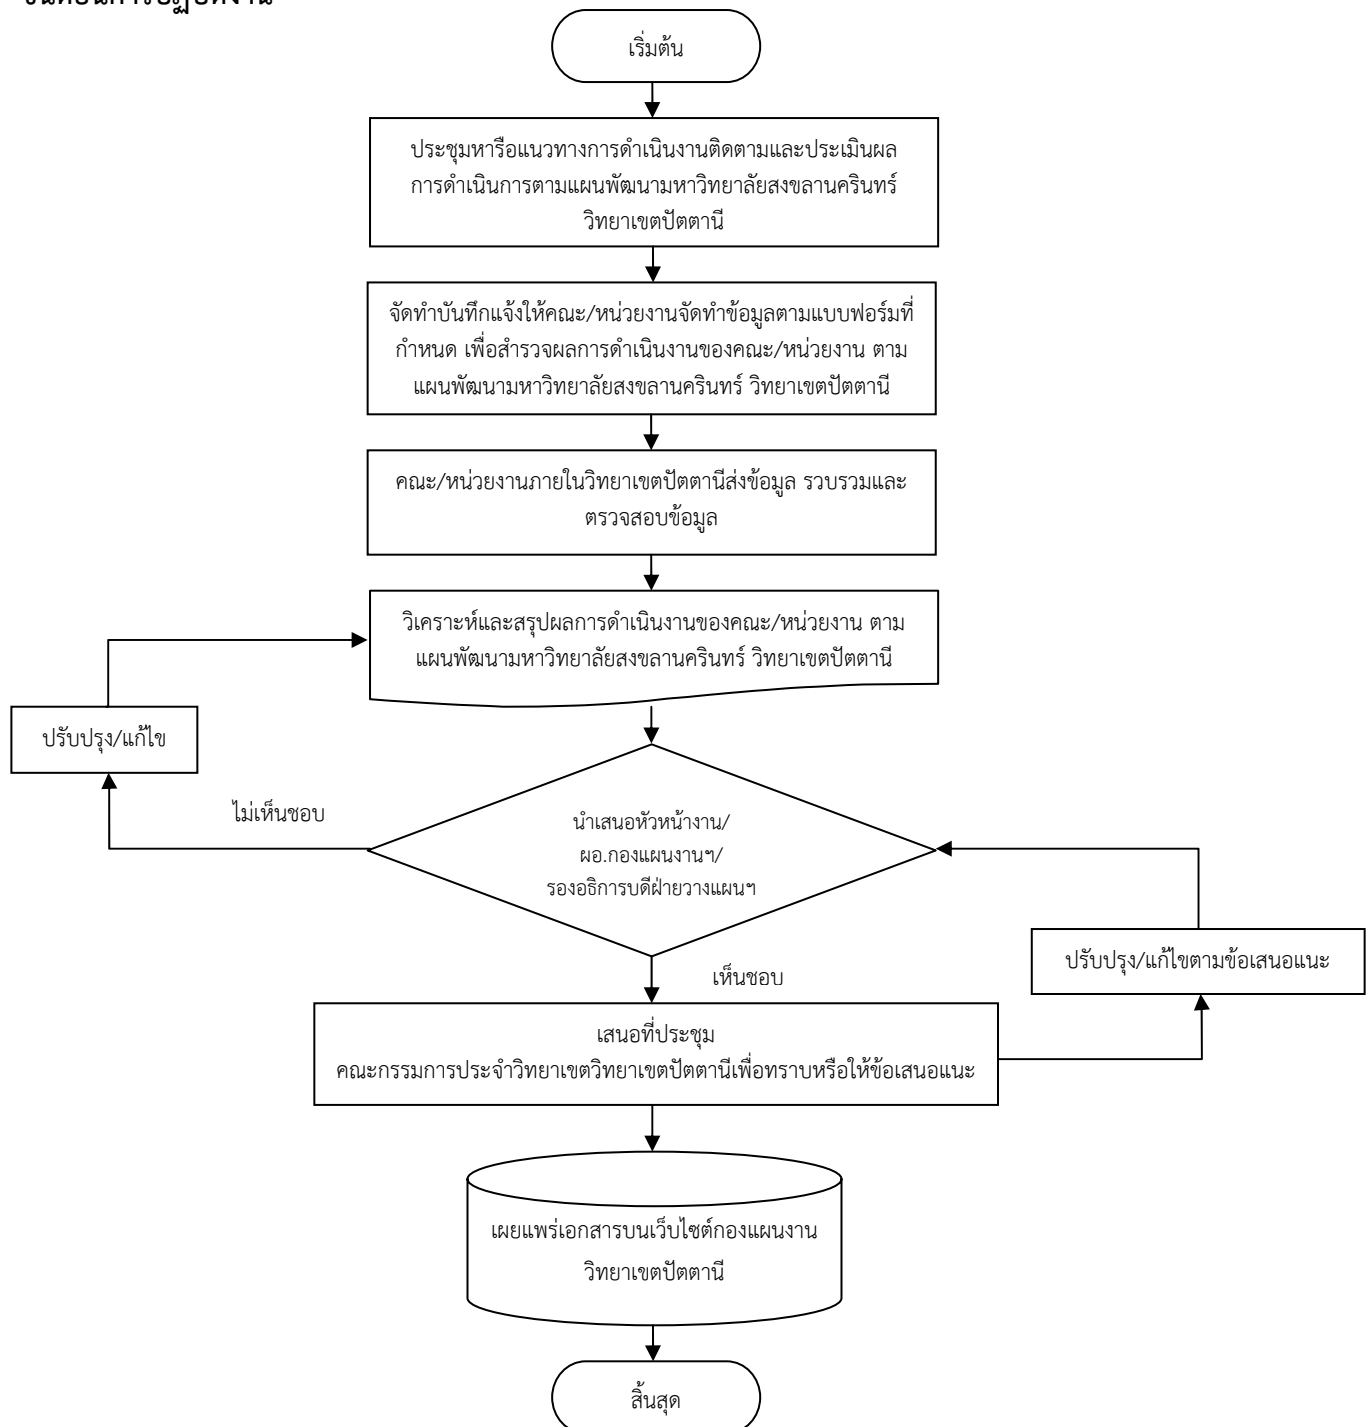 เริ่มต้น
ประชุมหารือแนวทางการดำเนินงานติดตามและประเมินผล
การดำเนินการตามแผนพัฒนามหาวิทยาลัยสงขลานครินทร์
วิทยาเขตปัตตานี
จัดทำบันทึกแจ้งให้คณะ/หน่วยงานจัดทำข้อมูลตามแบบฟอร์มที่
กำหนด เพื่อสำรวจผลการดำเนินงานของคณะ/หน่วยงาน ตาม
แผนพัฒนามหาวิทยาลัยสงขลานครินทร์ วิทยาเขตปัตตานี
คณะ/หน่วยงานภายในวิทยาเขตปัตตานีส่งข้อมูล รวบรวมและ
ตรวจสอบข้อมูล
วิเคราะห์และสรุปผลการดำเนินงานของคณะ/หน่วยงาน ตาม
แผนพัฒนามหาวิทยาลัยสงขลานครินทร์ วิทยาเขตปัตตานี
ปรับปรุง/แก้ไข
ไม่เห็นชอบ
นำเสนอหัวหน้างาน/
ผอ.กองแผนงานฯ/
รองอธิการบดีฝ่ายวางแผนฯ
ปรับปรุง/แก้ไขตามข้อเสนอแนะ
เห็นชอบ
เสนอที่ประชุม
คณะกรรมการประจำวิทยาเขตวิทยาเขตปัตตานีเพื่อทราบหรือให้ข้อเสนอแนะ
เผยแพร่เอกสารบนเว็บไซต์กองแผนงาน
วิทยาเขตปัตตานี
สิ้นสุด